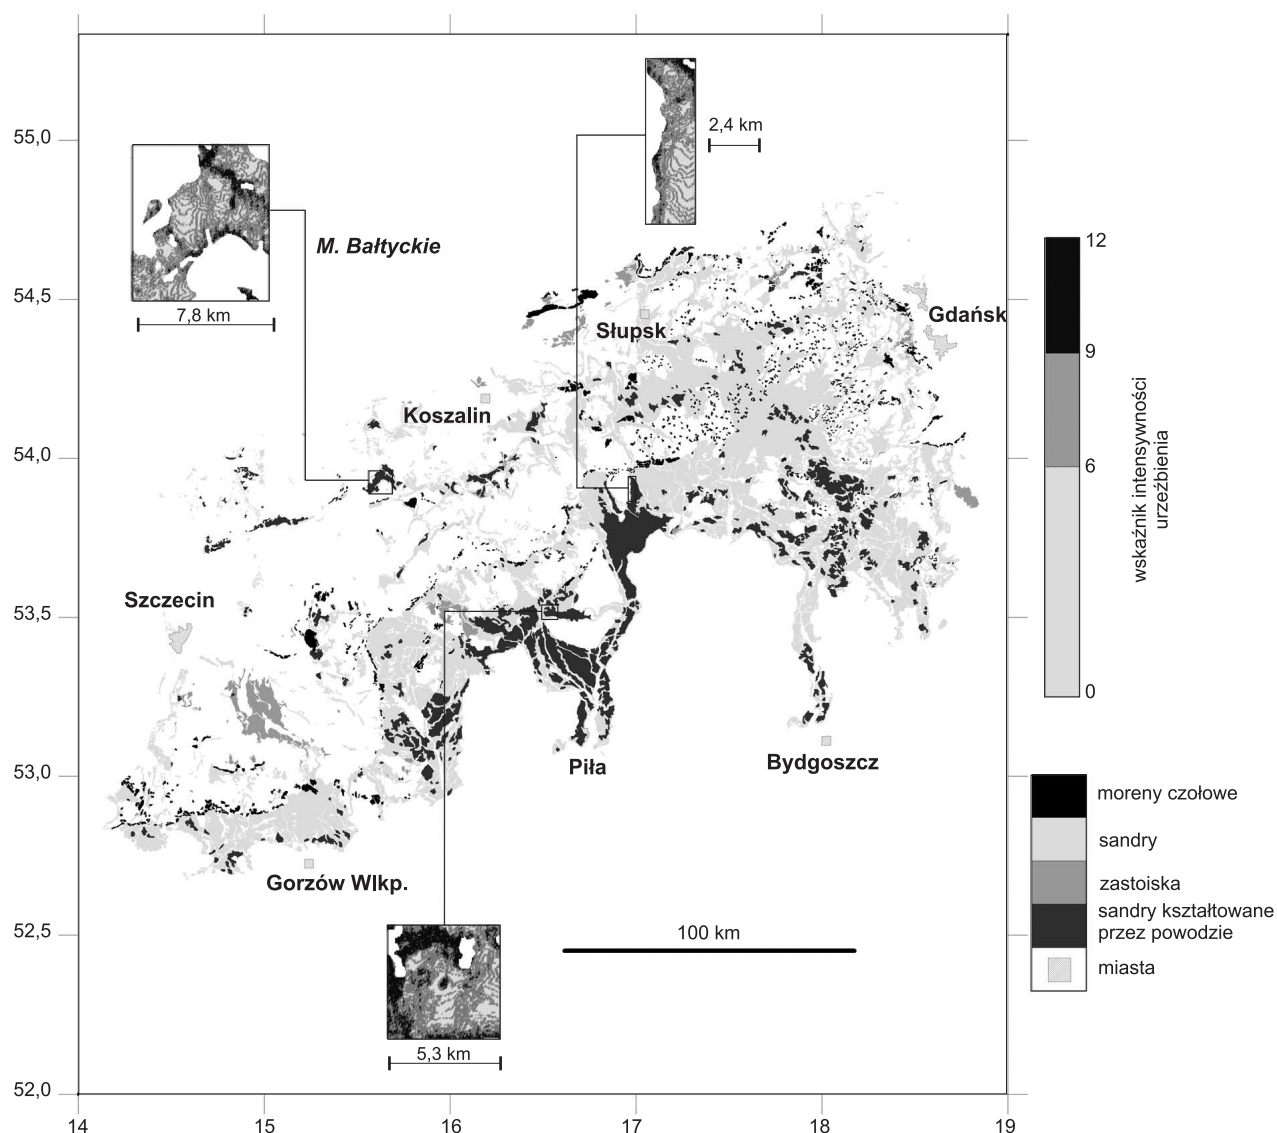 55,0
54,5
54,0
53,5
53,0
52,5
52,0
14
15
16
17
18
19
7,8 km
M. Bałtyckie
2,4 km
Słupsk
Gdańsk
Koszalin
Szczecin
Piła
Bydgoszcz
Gorzów Wlkp.
100 km
5,3 km
12
9
6
0
wskaźnik intensywności
urzeźbienia
moreny czołowe
sandry
zastoiska
sandry kształtowane
przez powodzie
miasta